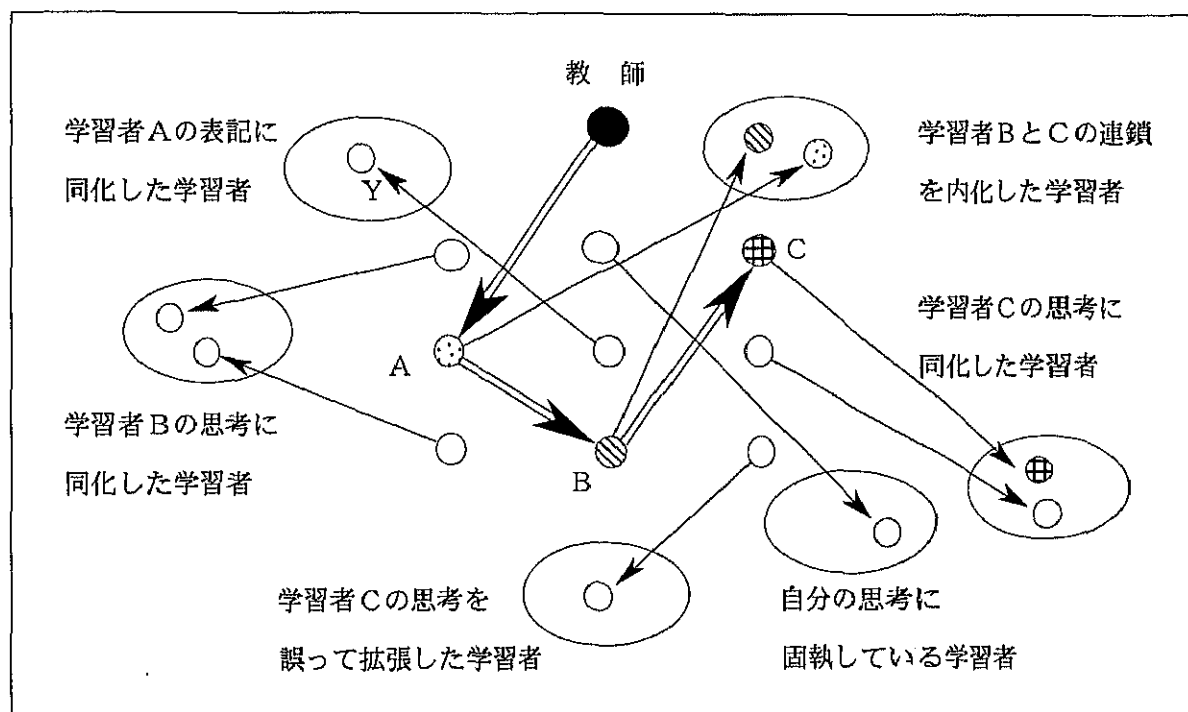 教 師
学習者Aの表記に
同化した学習者
Y
学習者BとCの連鎖
を内化した学習者
C
学習者Cの思考に
同化した学習者
A
学習者Bの思考に
同化した学習者
B
学習者Cの思考を
誤って拡張した学習者
自分の思考に
固執している学習者